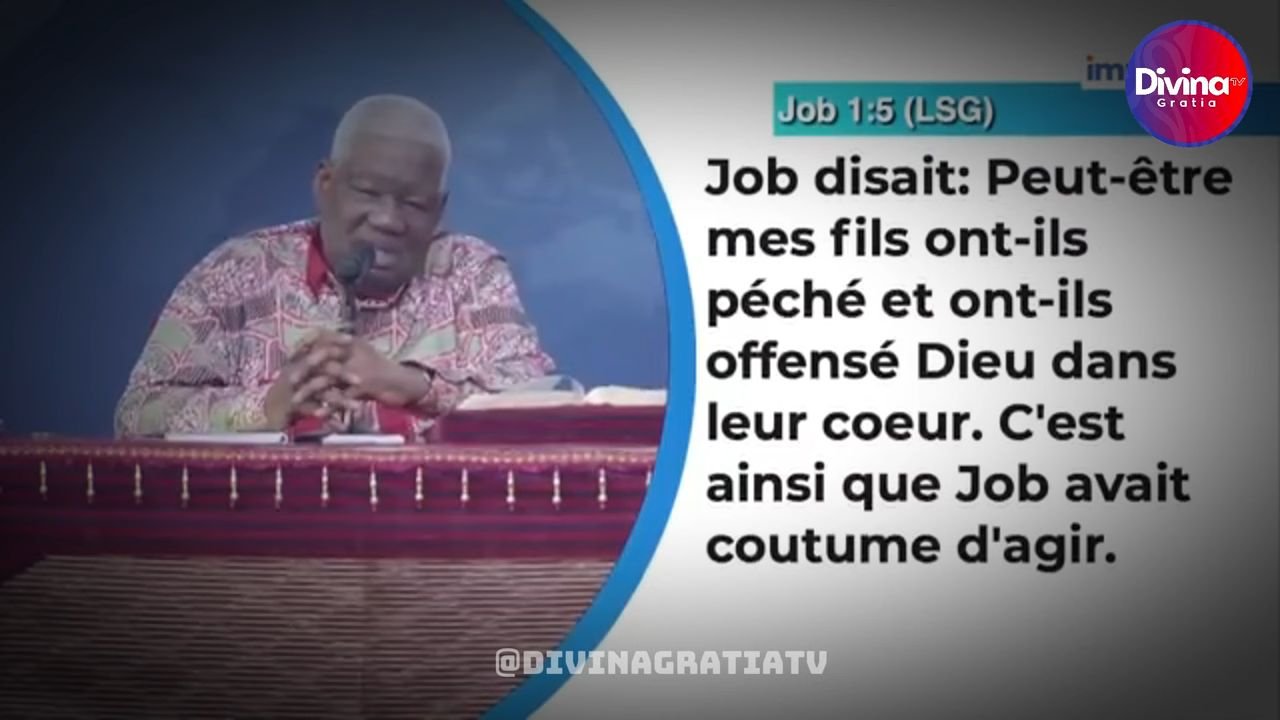 Divina TV
Gratia
Job 1:5 (LSG)
Job disait: Peut-être
mes fils ont-ils
péché et ont-ils
offensé Dieu dans
leur coeur. C'est
ainsi que Job avait
coutume d'agir.
@DIVINAGRATIATV